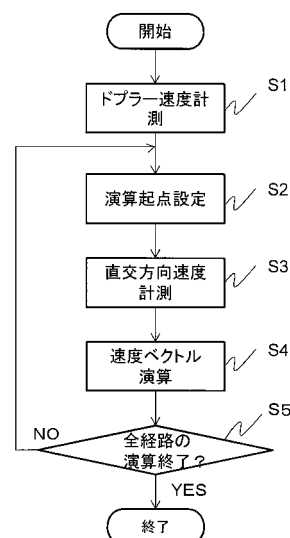 開始
S1
ドプラー速度計
測
S2
演算起点設定
S3
直交方向速度
計測
S4
速度ベクトル
演算
S5
NO
全経路の
演算終了？
YES
終了